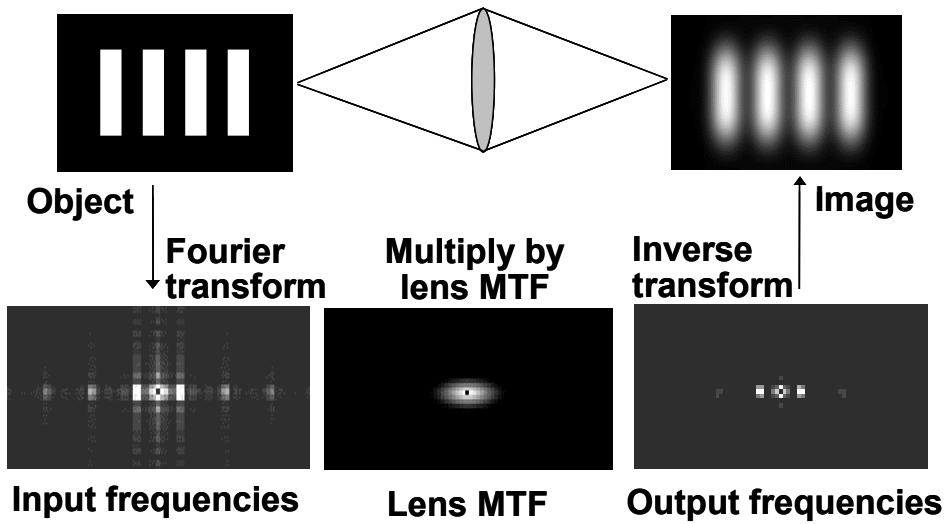 Object
Image
Fourier
transform
Multiply by
lens MTF
Inverse
transform
Input frequencies
Lens MTF
Output frequencies